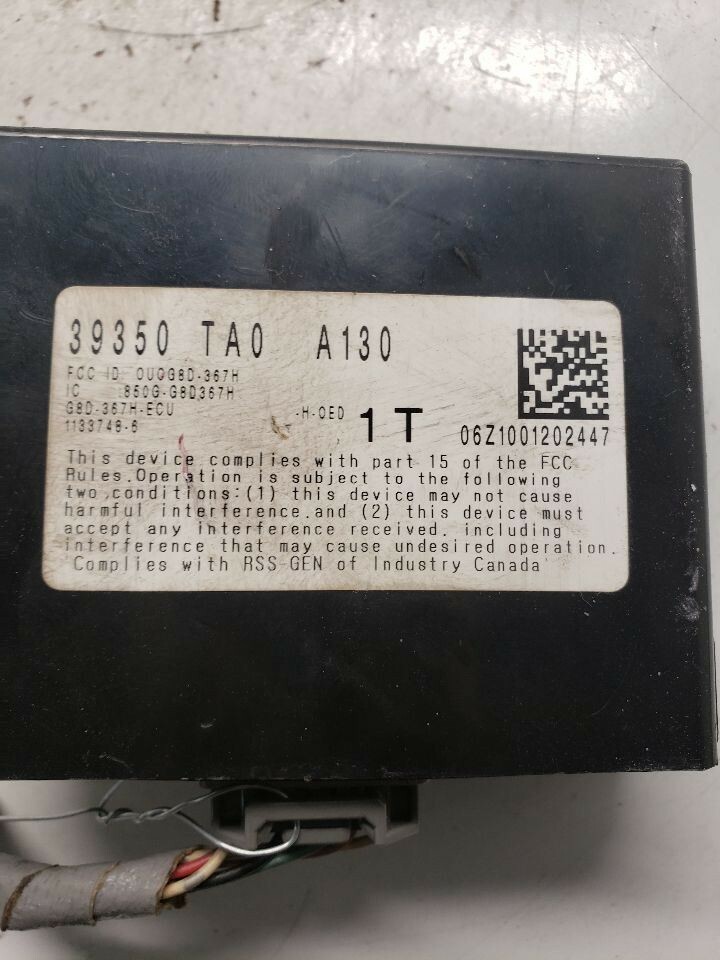 39350 TA0 A130
FCC ID: OUCG8D-367H
IC :850G-G8D367H
G8D-367H-ECU
1133748-6
-H-OED
1T
06Z1001202447
This device complies with part 15 of the FCC
Rules.Operation is subject to the following
two conditions:(1) this device may not cause
harmful interference.and (2) this device must
accept any interference received. including
interference that may cause undesired operation.
'Complies with RSS-GEN of Industry Canada'